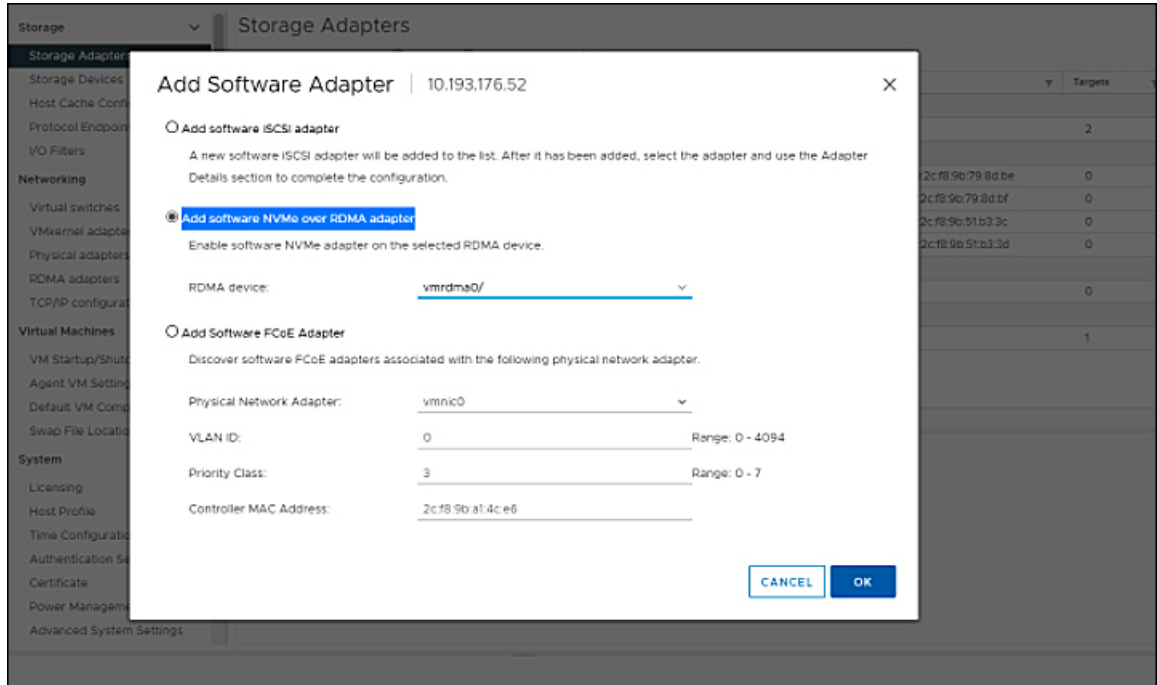 Storage
Storage Adapters
Storage Adapter
Storage Devices
Host Cache Confi
Protocol Endpoin
I/O Filters
Networking
Virtual switches
VMkernel adapte
Physical adapters
RDMA adapters
TCP/IP configurat
Virtual Machines
VM Startup/Shutd
Agent VM Setting
Default VM Comp
Swap File Locatio
System
Licensing
Host Profile
Time Configuratio
Authentication Se
Certificate
Power Manageme
Advanced System Settings
Targets
2
2c:f8:9b:79:8d:be 0
2c:f8:9b:79:8d:bf 0
2c:f8:9b:51:b3:3c 0
2c:f8:9b:51:b3:3d 0
0
1
Add Software Adapter | 10.193.176.52
Add software iSCSI adapter
A new software iSCSI adapter will be added to the list. After it has been added, select the adapter and use the Adapter
Details section to complete the configuration.
Add software NVMe over RDMA adapter
Enable software NVMe adapter on the selected RDMA device.
RDMA device: vmrdma0/
Add Software FCoE Adapter
Discover software FCoE adapters associated with the following physical network adapter.
Physical Network Adapter: vmnic0
VLAN ID: 0 Range: 0 - 4094
Priority Class: 3 Range: 0 - 7
Controller MAC Address: 2c:f8:9b:a1:4c:e6
CANCEL OK